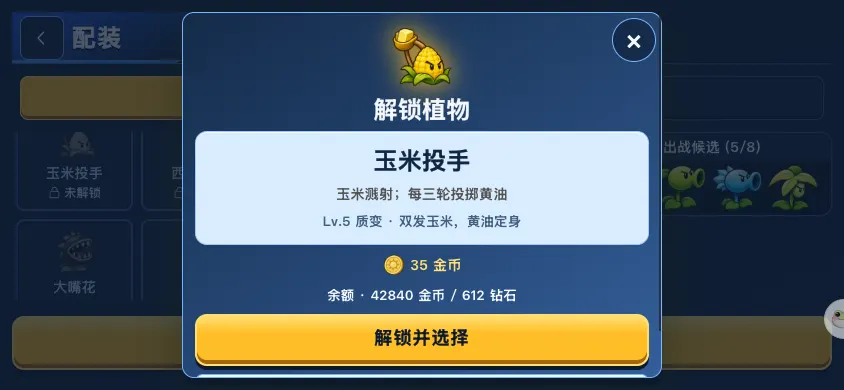 配装
解锁植物
玉米投手
玉米溅射；每三轮投掷黄油
Lv.5 质变 · 双发玉米，黄油定身
35 金币
余额 · 42840 金币 / 612 钻石
解锁并选择
玉米投手
未解锁
西
大嘴花
出战候选 (5/8)